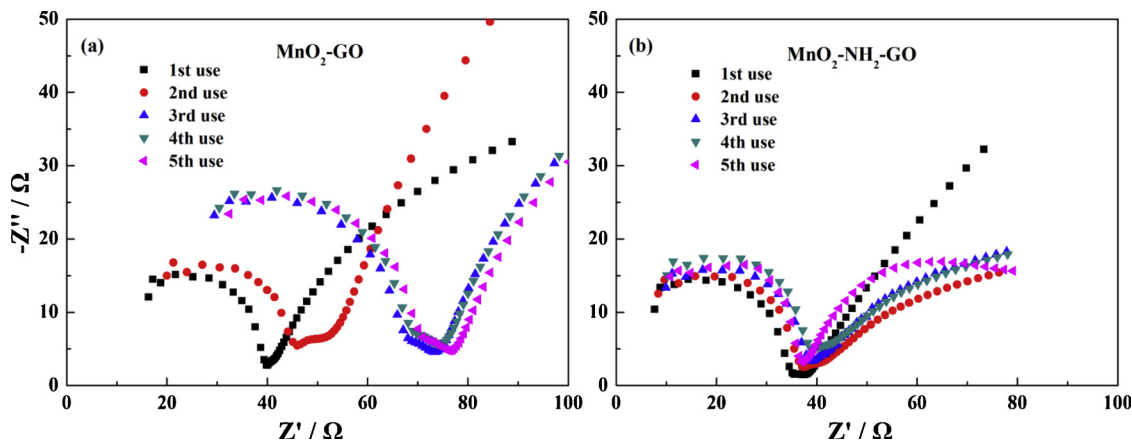 (a)
MnO₂-GO
1st use
2nd use
3rd use
4th use
5th use
-Z'' / Ω
50
40
30
20
10
0
0 20 40 60 80 100
Z' / Ω
(b)
MnO₂-NH₂-GO
1st use
2nd use
3rd use
4th use
5th use
50
40
30
20
10
0
0 20 40 60 80 100
Z' / Ω